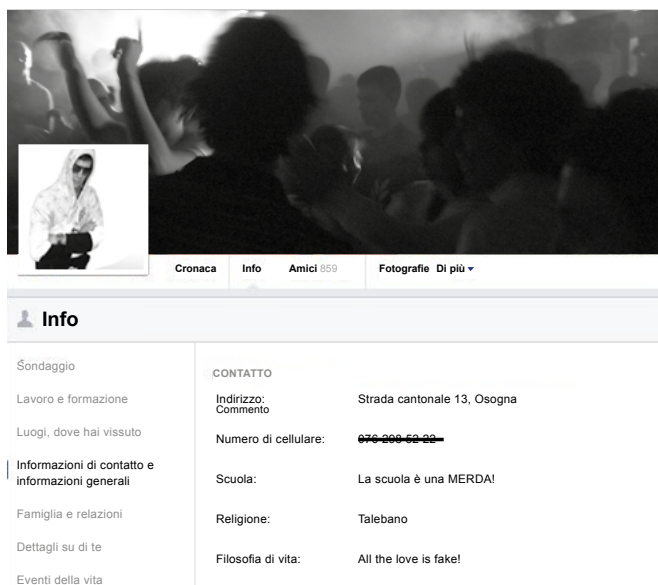 Cronaca Info Amici 859 Fotografie Di più
Info
Sondaggio
Lavoro e formazione
Luogi, dove hai vissuto
Informazioni di contatto e
informazioni generali
Famiglia e relazioni
Dettagli su di te
Eventi della vita
CONTATTO
Indirizzo: Strada cantonale 13, Osogna
Commento
Numero di cellulare:
Scuola: La scuola è una MERDA!
Religione: Talebano
Filosofia di vita: All the love is fake!